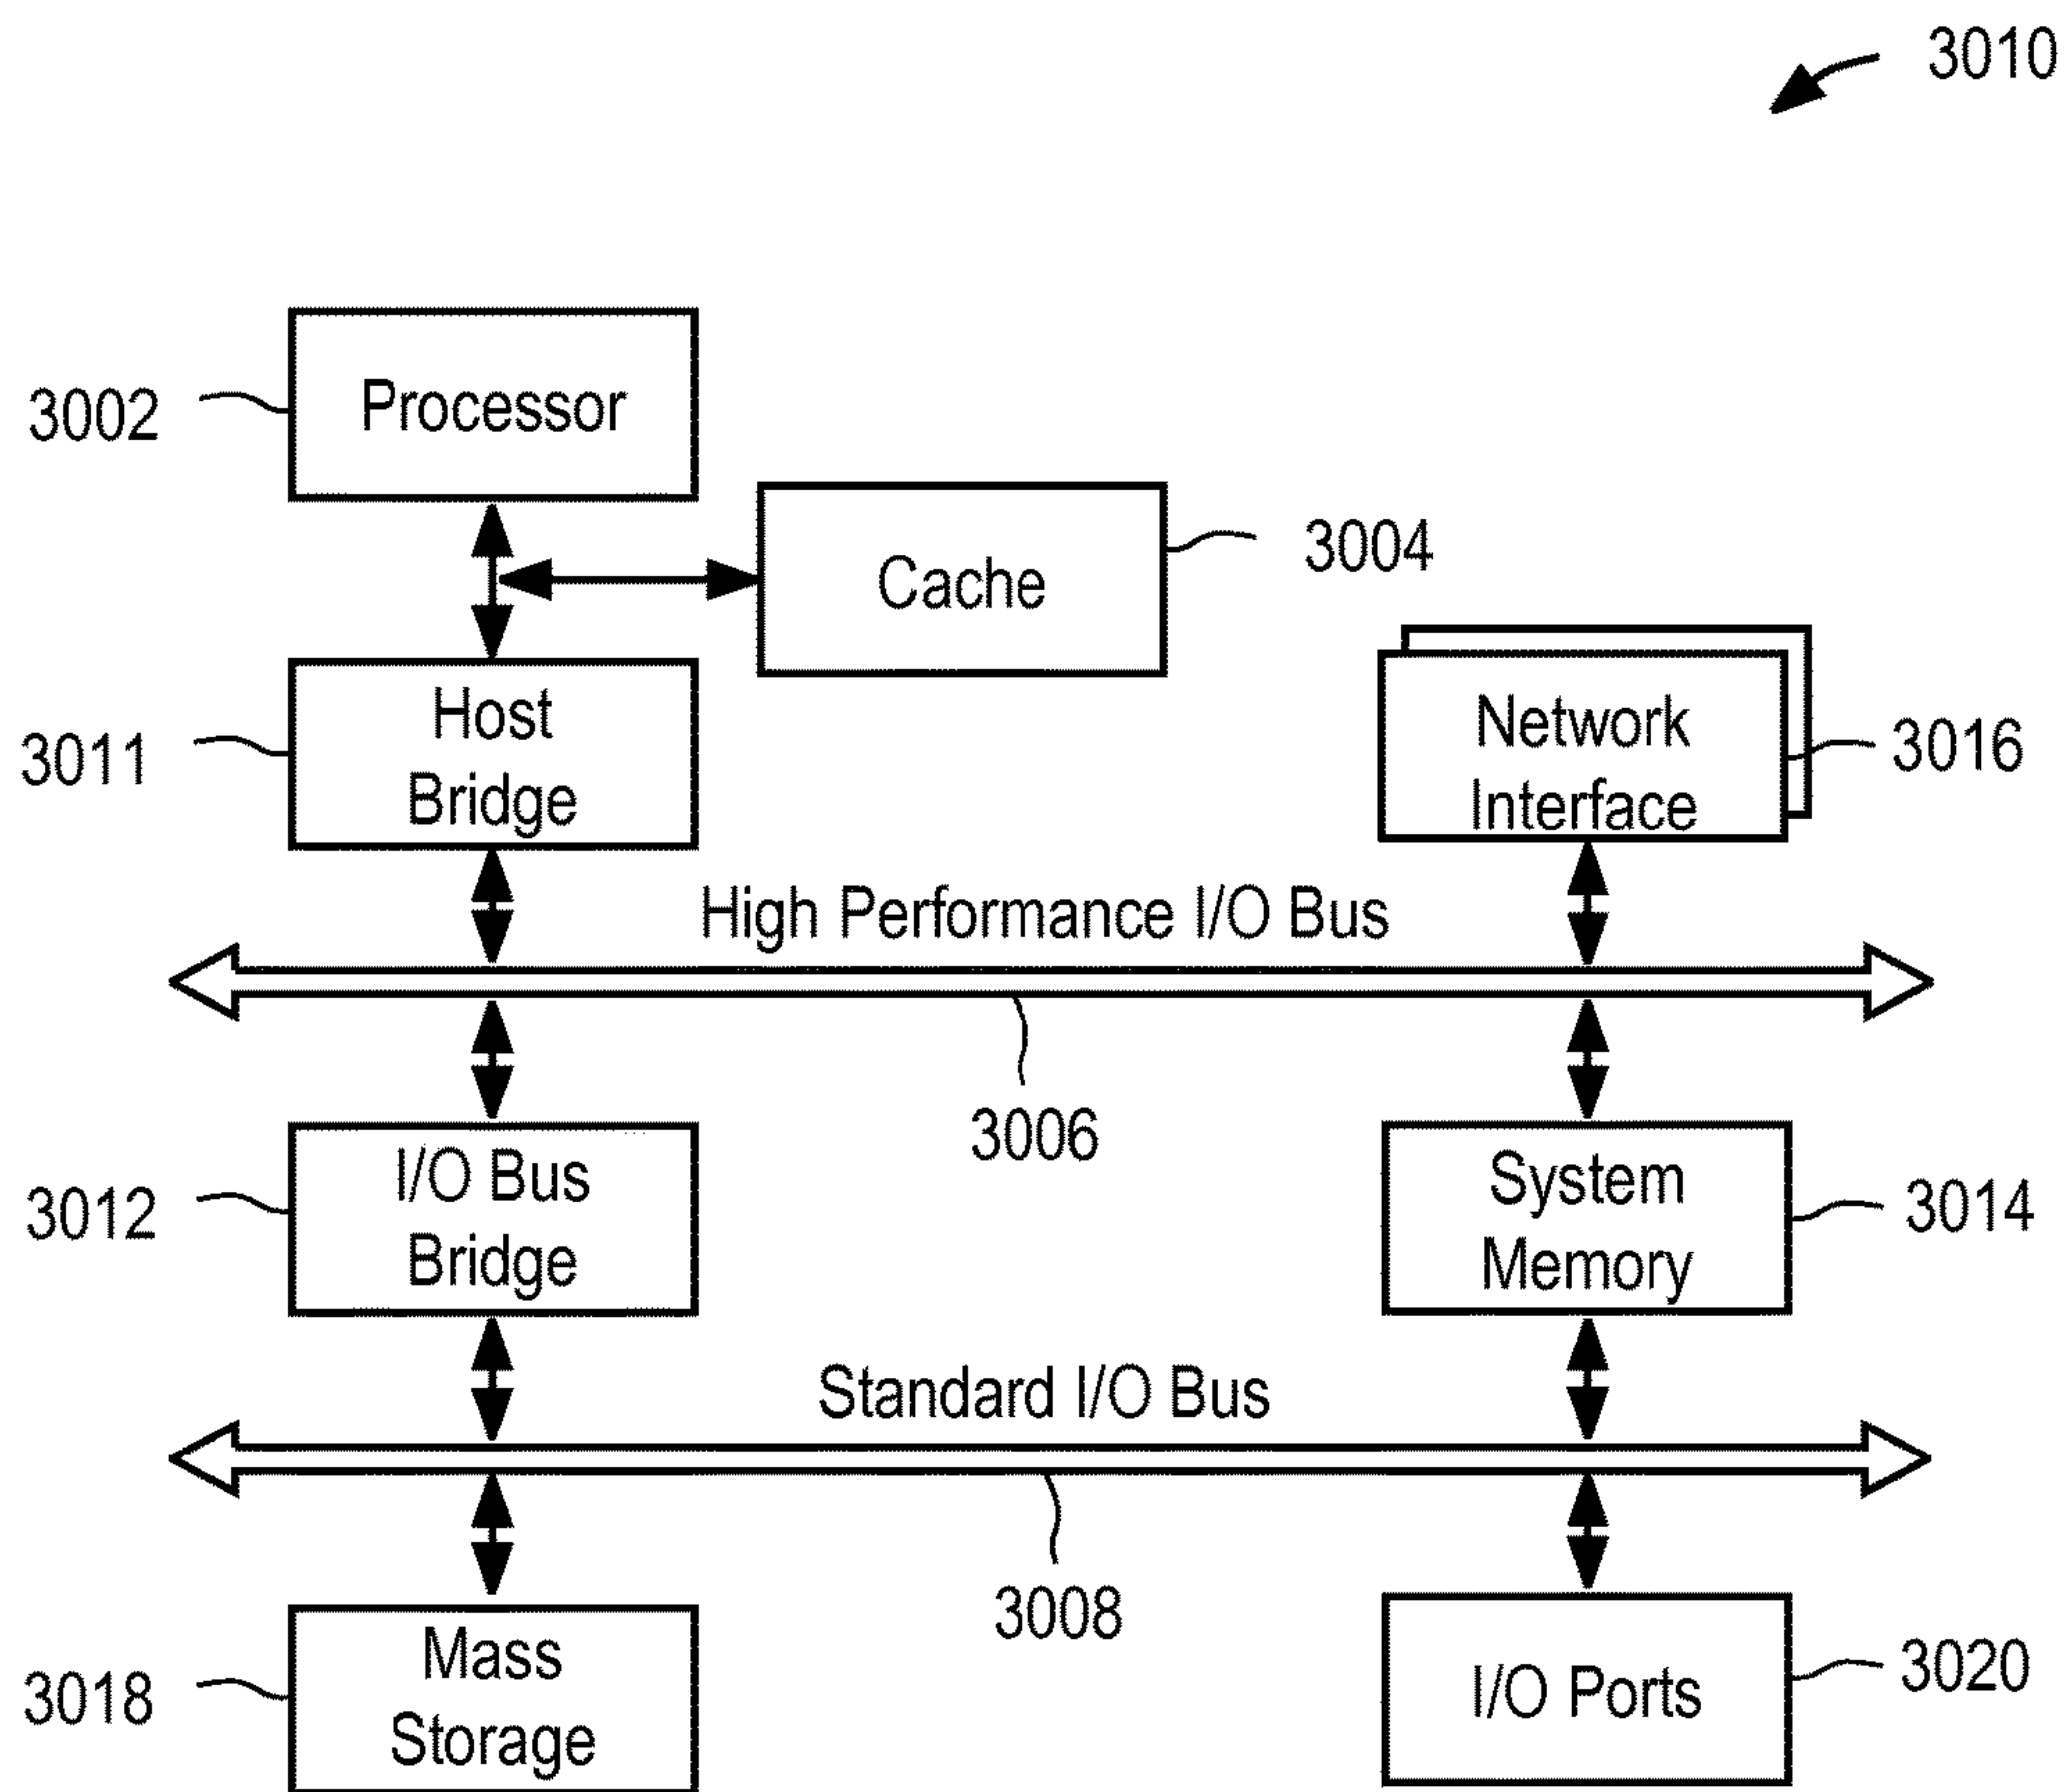 3010
3002
Processor
Cache
3004
3011
Host
Bridge
Network
Interface
3016
High Performance I/O Bus
3006
3012
I/O Bus
Bridge
System
Memory
3014
Standard I/O Bus
3008
3018
Mass
Storage
I/O Ports
3020